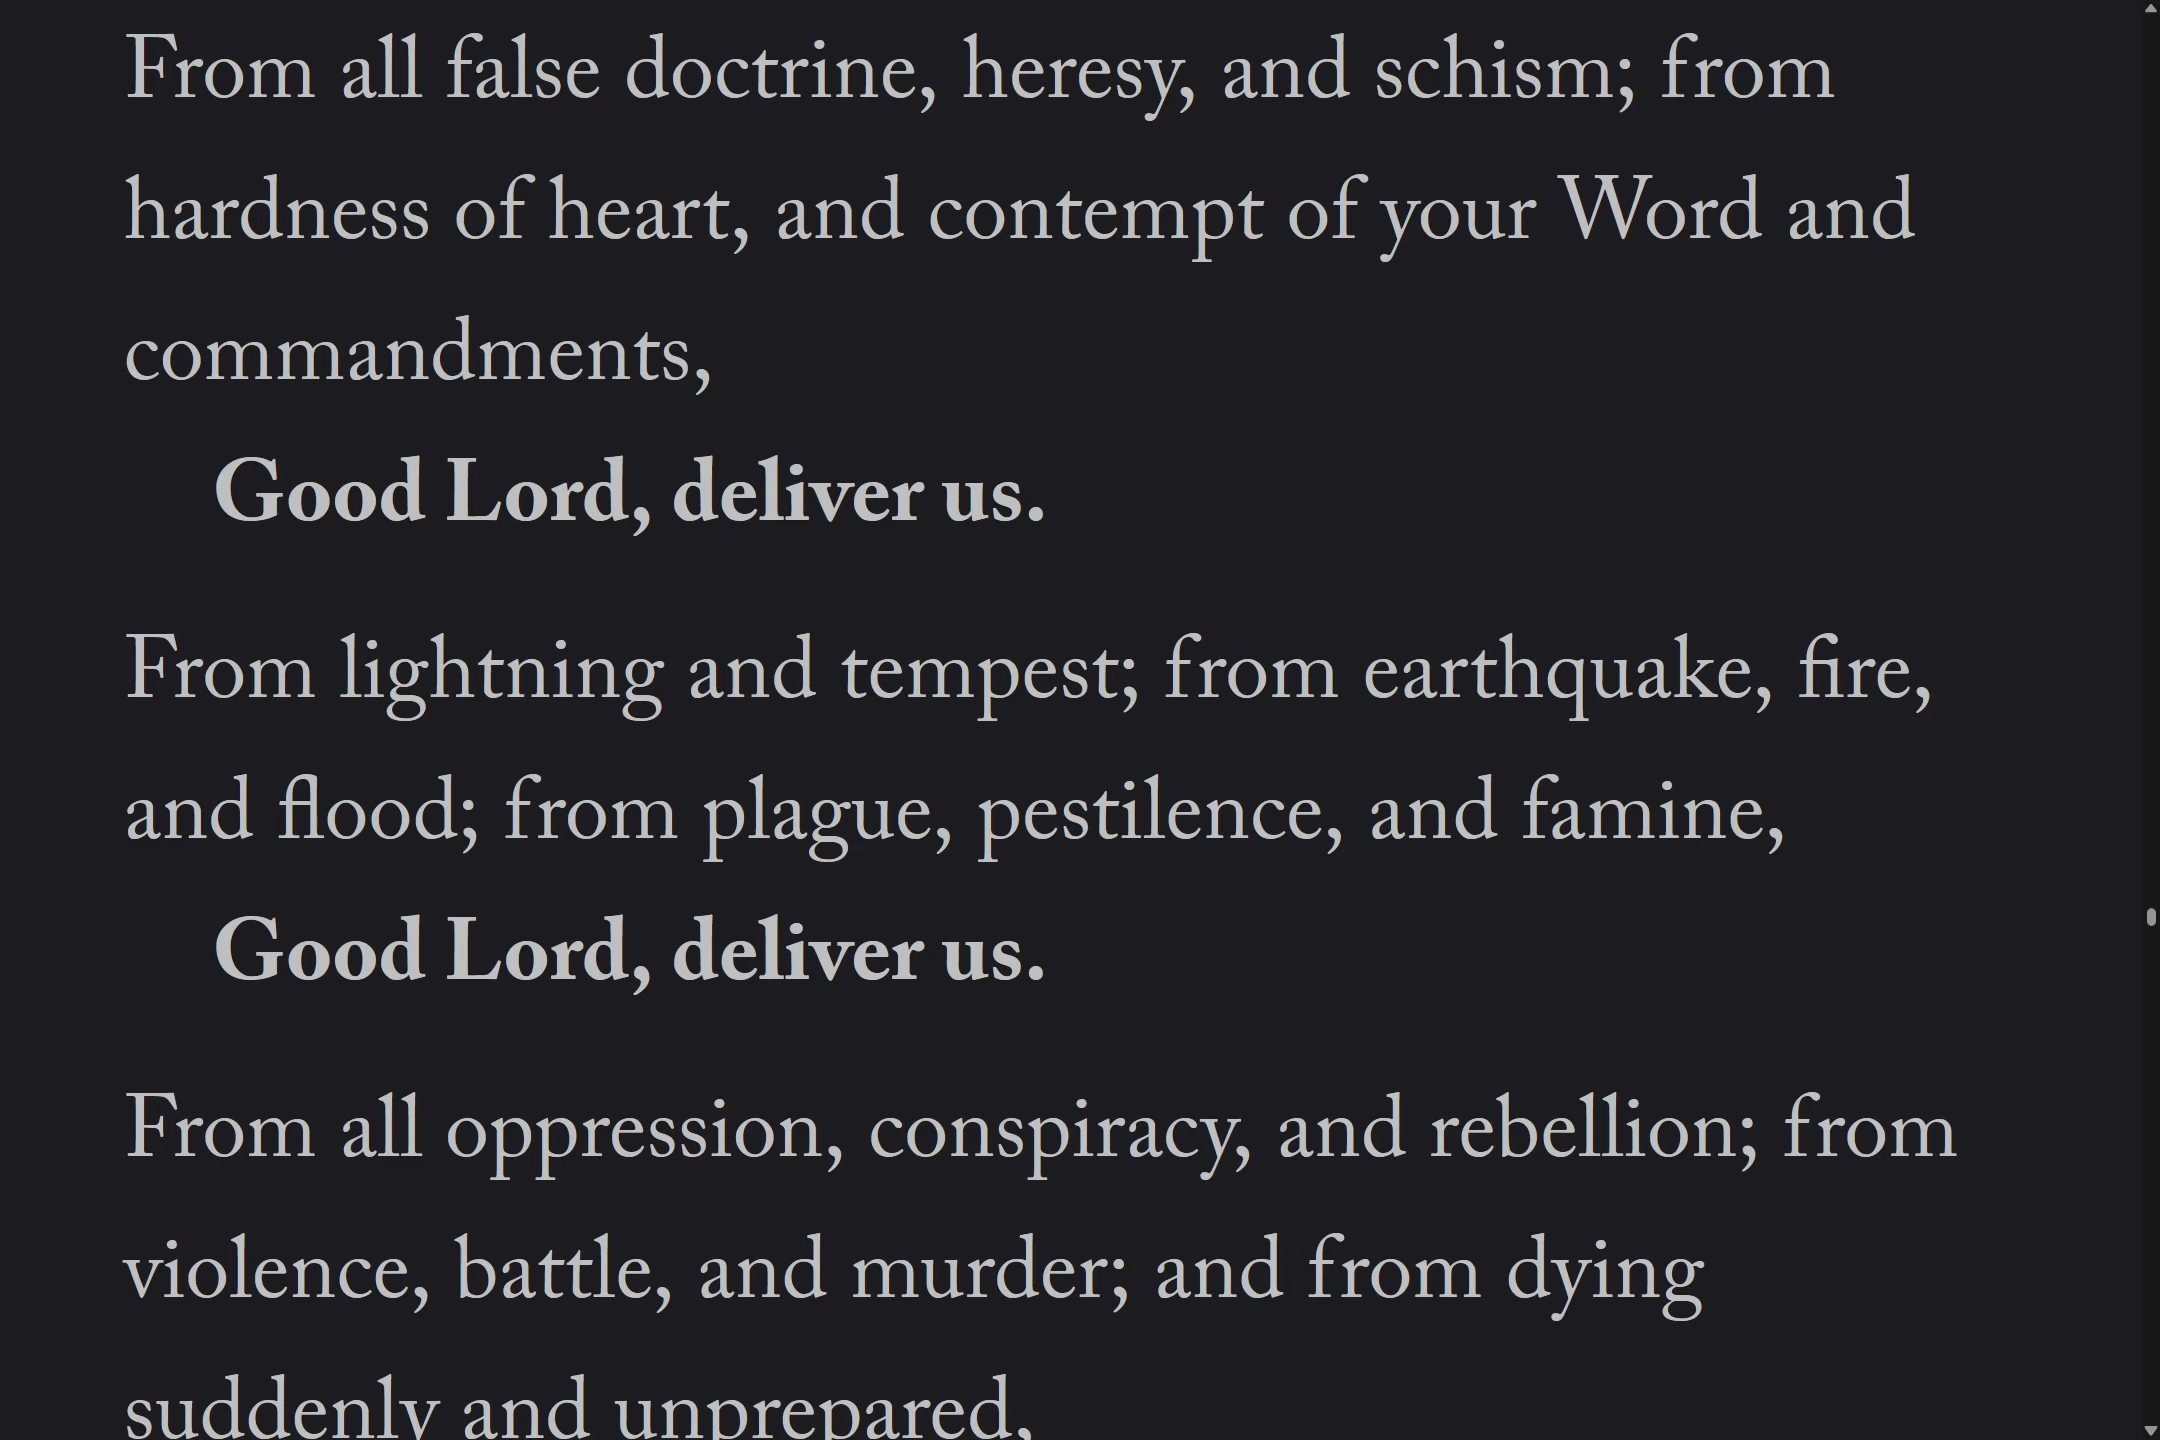 From all false doctrine, heresy, and schism; from
hardness of heart, and contempt of your Word and
commandments,
Good Lord, deliver us.
From lightning and tempest; from earthquake, fire,
and flood; from plague, pestilence, and famine,
Good Lord, deliver us.
From all oppression, conspiracy, and rebellion; from
violence, battle, and murder; and from dying
suddenly and unprepared,